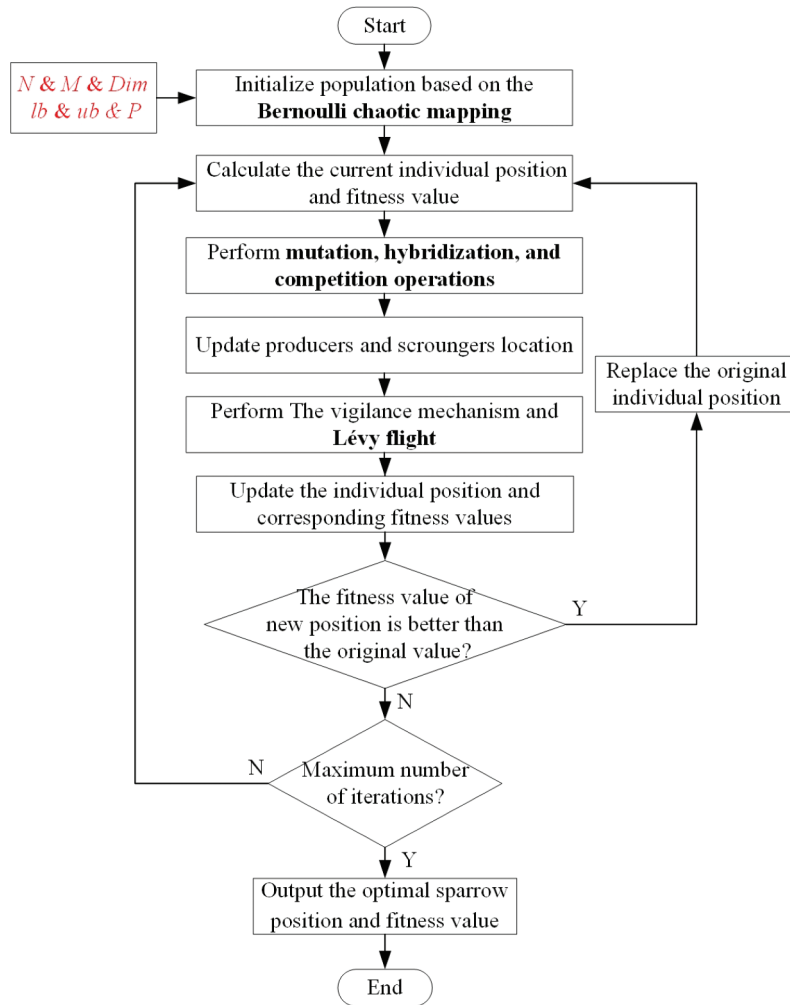 Start
N & M & Dim
lb & ub & P
Initialize population based on the
Bernoulli chaotic mapping
Calculate the current individual position
and fitness value
Perform mutation, hybridization, and
competition operations
Update producers and scroungers location
Replace the original
individual position
Perform The vigilance mechanism and
Lévy flight
Update the individual position and
corresponding fitness values
The fitness value of
new position is better than
the original value?
Y
N
N
Maximum number
of iterations?
Y
Output the optimal sparrow
position and fitness value
End